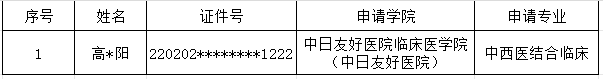 序号 姓名 证件号 申请学院 申请专业
1 高*阳 220202********1222 中日友好医院临床医学院 中西医结合临床
（中日友好医院）